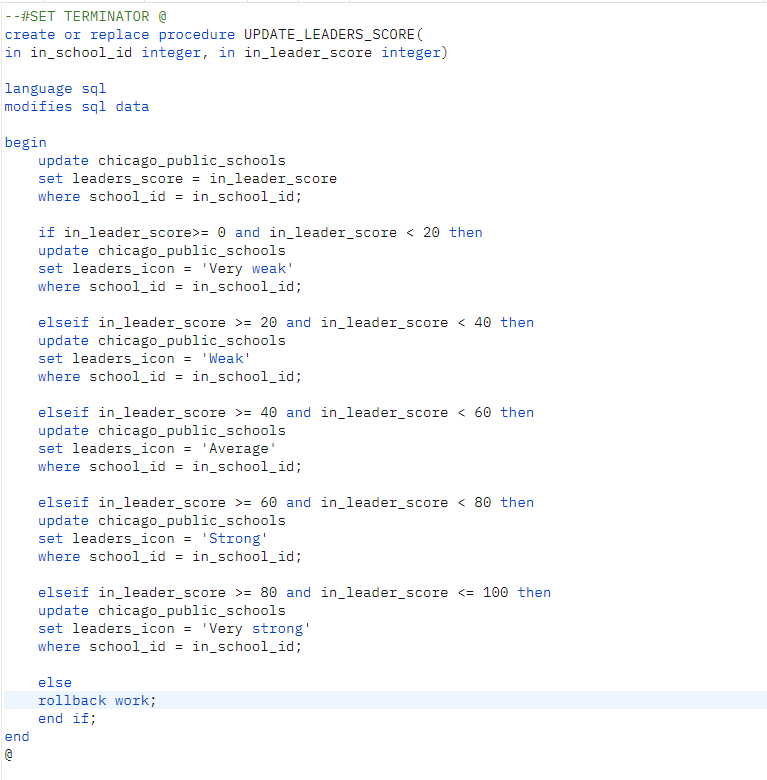 --#SET TERMINATOR @
create or replace procedure UPDATE_LEADERS_SCORE(
in in_school_id integer, in in_leader_score integer)
language sql
modifies sql data
begin
update chicago_public_schools
set leaders_score = in_leader_score
where school_id = in_school_id;
if in_leader_score>= 0 and in_leader_score < 20 then
update chicago_public_schools
set leaders_icon = 'Very weak'
where school_id = in_school_id;
elseif in_leader_score >= 20 and in_leader_score < 40 then
update chicago_public_schools
set leaders_icon = 'Weak'
where school_id = in_school_id;
elseif in_leader_score >= 40 and in_leader_score < 60 then
update chicago_public_schools
set leaders_icon = 'Average'
where school_id = in_school_id;
elseif in_leader_score >= 60 and in_leader_score < 80 then
update chicago_public_schools
set leaders_icon = 'Strong'
where school_id = in_school_id;
elseif in_leader_score >= 80 and in_leader_score <= 100 then
update chicago_public_schools
set leaders_icon = 'Very strong'
where school_id = in_school_id;
else
rollback work;
end if;
end
@